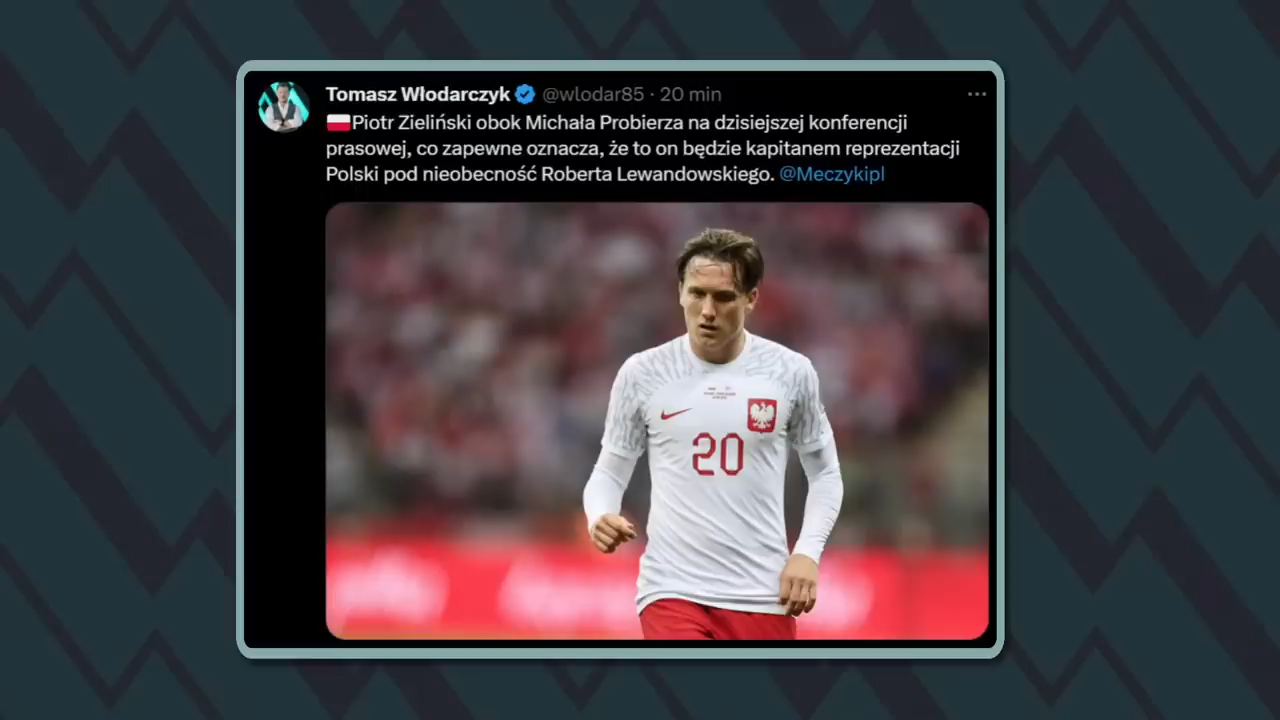 Tomasz Włodarczyk @wlodar85 · 20 min
🇵🇱Piotr Zieliński obok Michała Probierza na dzisiejszej konferencji
prasowej, co zapewne oznacza, że to on będzie kapitanem reprezentacji
Polski pod nieobecność Roberta Lewandowskiego. @Meczykipl
20